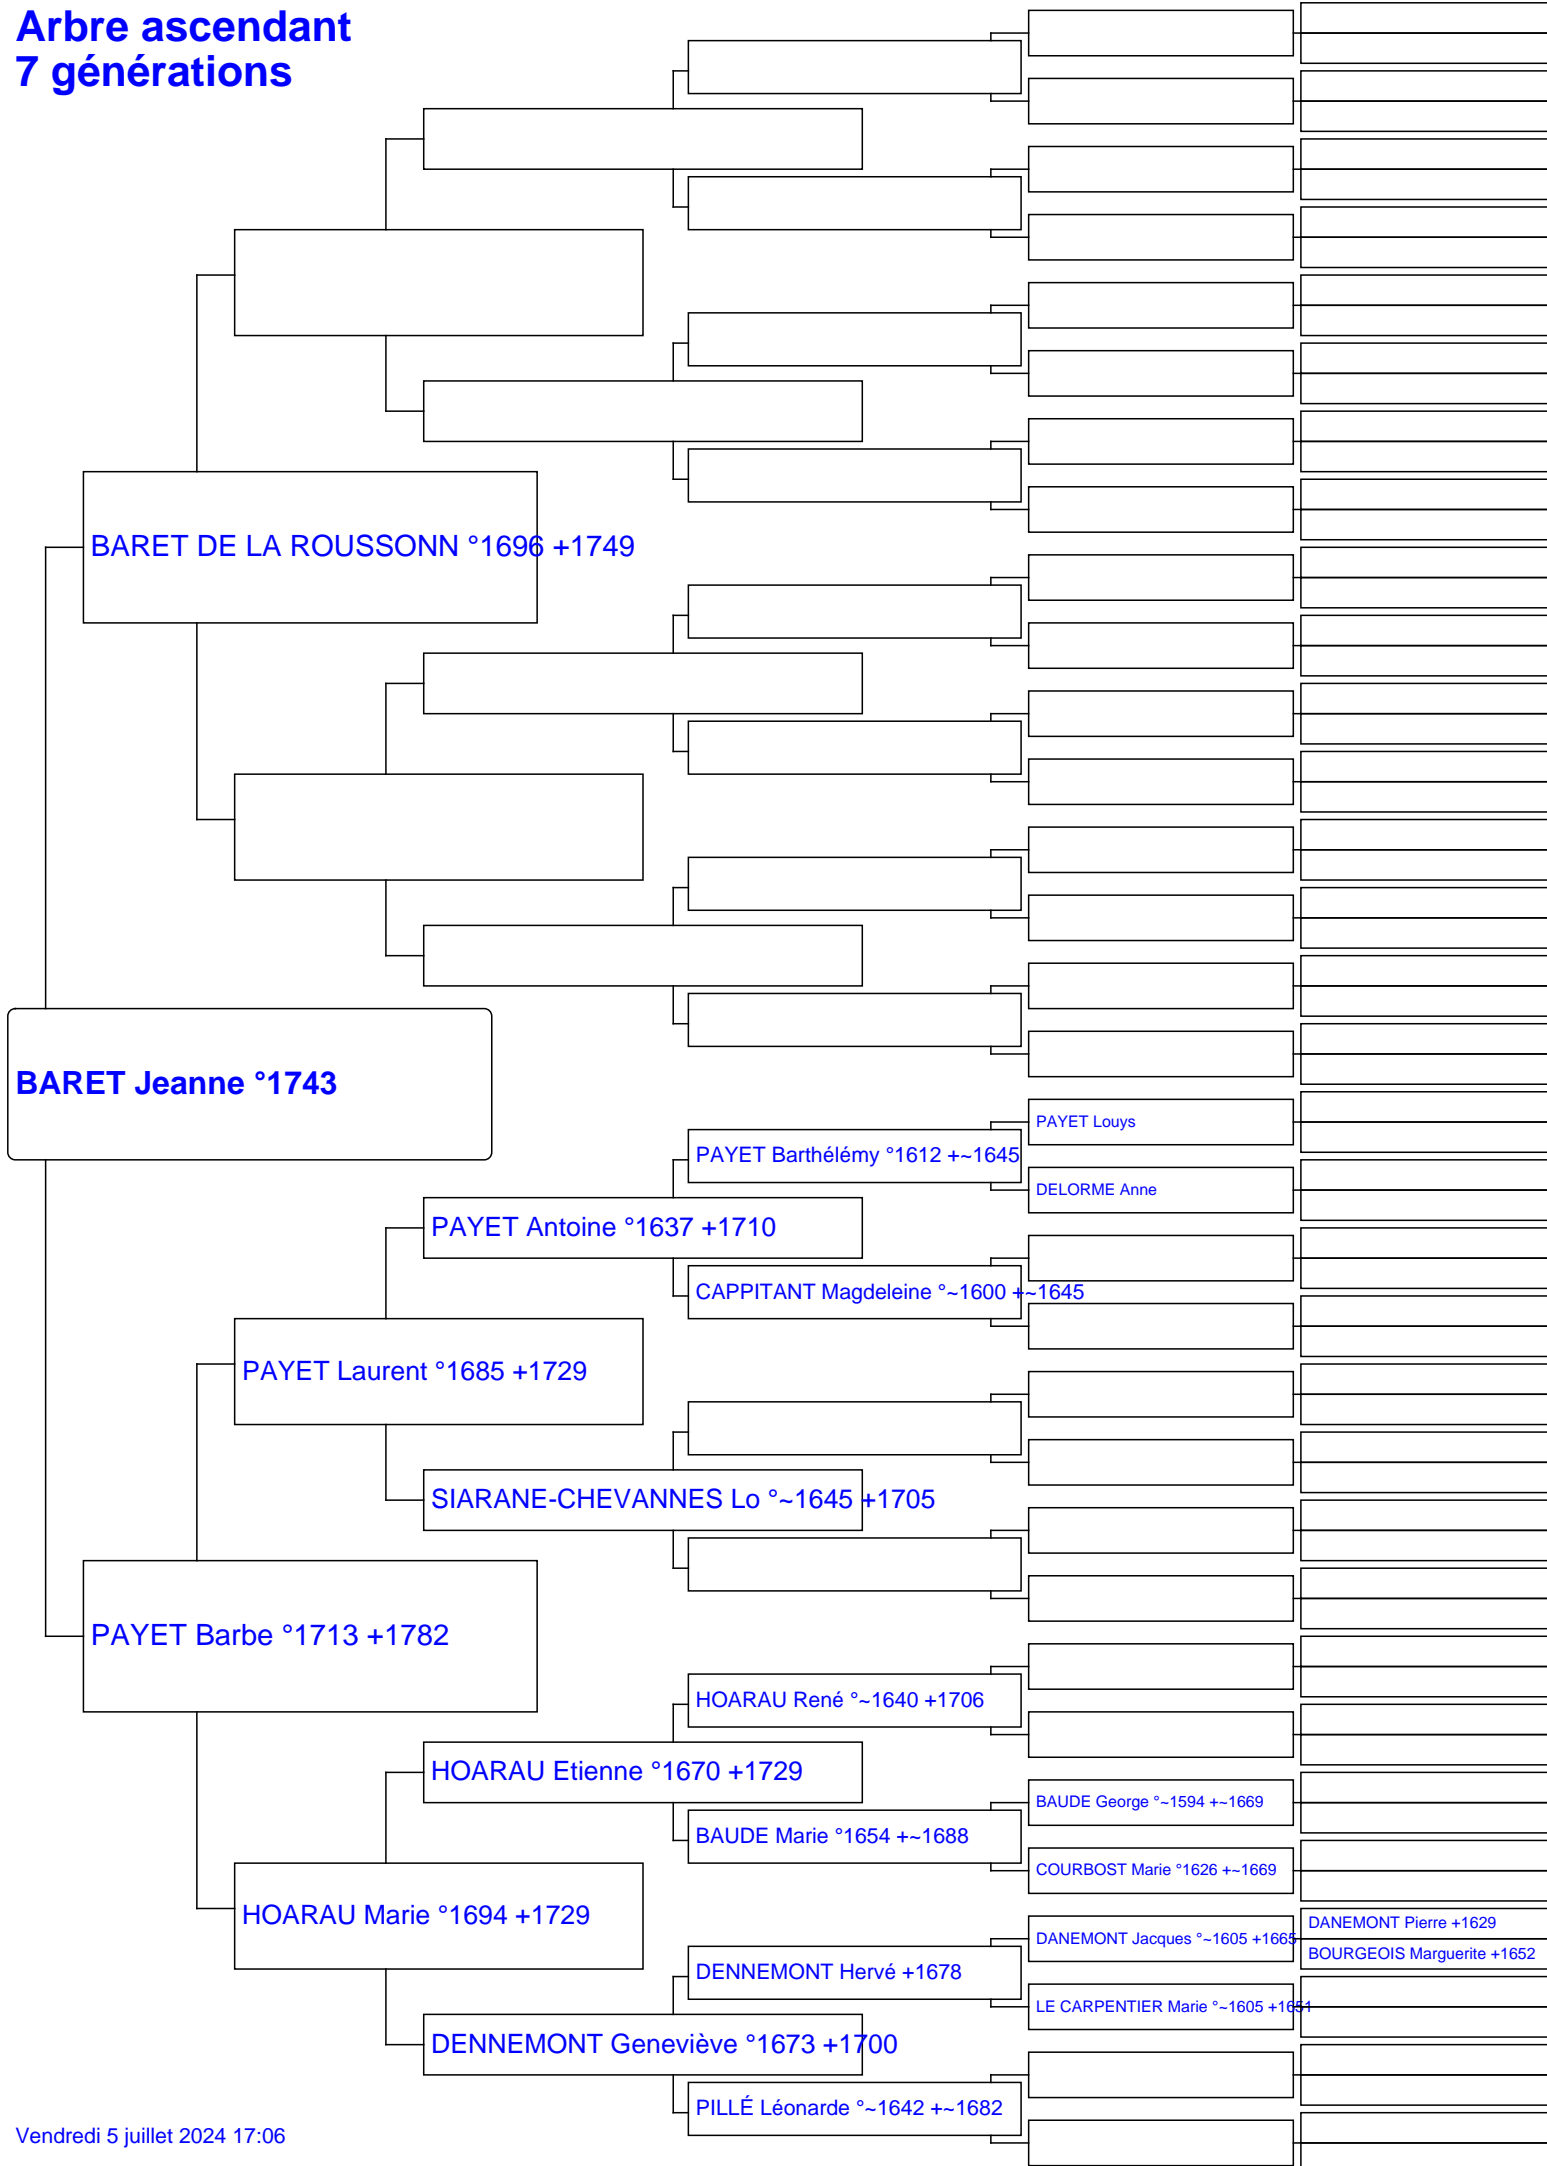 Arbre ascendant
7 générations
BARET DE LA ROUSSONN °1696 +1749
BARET Jeanne °1743
PAYET Louys
PAYET Barthélémy °1612 +~1645
DELORME Anne
PAYET Antoine °1637 +1710
CAPPITANT Magdeleine °~1600 +~1645
PAYET Laurent °1685 +1729
SIARANE-CHEVANNES Lo °~1645 +1705
PAYET Barbe °1713 +1782
HOARAU René °~1640 +1706
HOARAU Etienne °1670 +1729
BAUDE George °~1594 +~1669
BAUDE Marie °1654 +~1688
COURBOST Marie °1626 +~1669
HOARAU Marie °1694 +1729
DANEMONT Pierre +1629
DANEMONT Jacques °~1605 +1665
BOURGEOIS Marguerite +1652
DENNEMONT Hervé +1678
LE CARPENTIER Marie °~1605 +1651
DENNEMONT Geneviève °1673 +1700
PILLÉ Léonarde °~1642 +~1682
Vendredi 5 juillet 2024 17:06